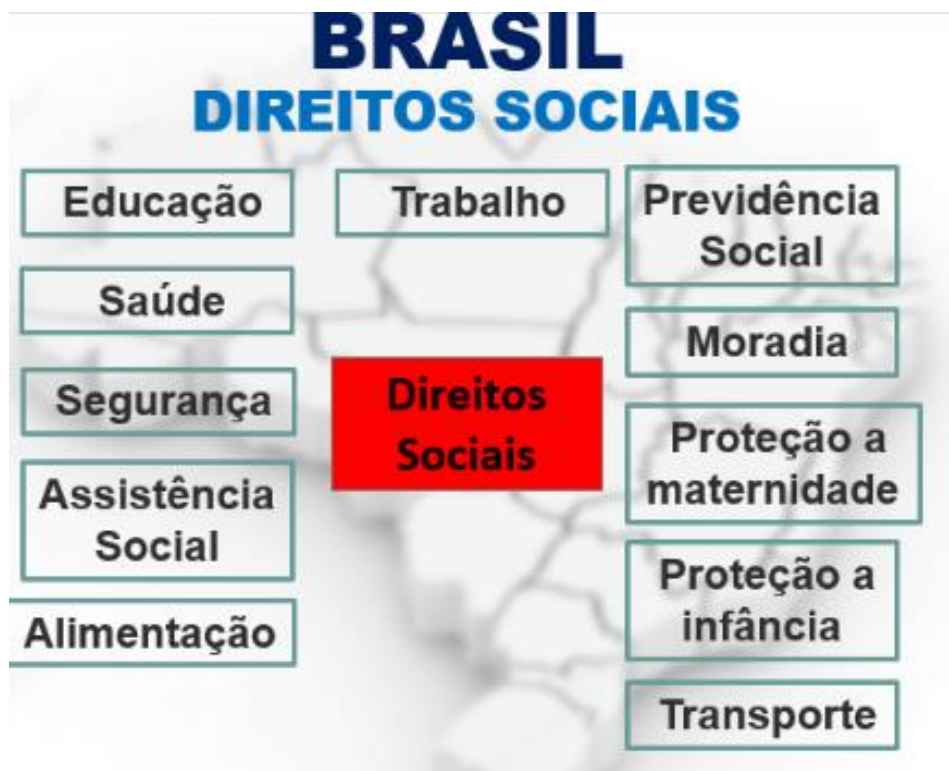 BRASIL
DIREITOS SOCIAIS
Educação
Saúde
Segurança
Assistência
Social
Alimentação
Trabalho
Direitos
Sociais
Previdência
Social
Moradia
Proteção a
maternidade
Proteção a
infância
Transporte